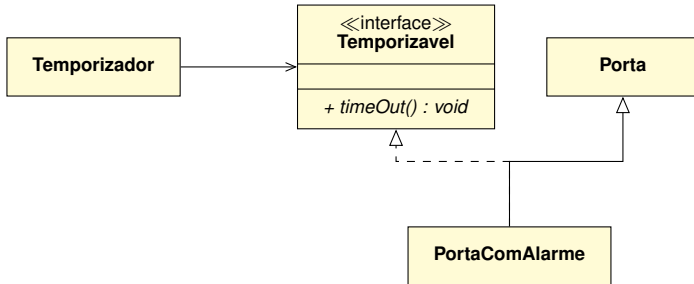 ≪interface≫
Temporizavel
Temporizador
Porta
+ timeOut() : void
PortaComAlarme